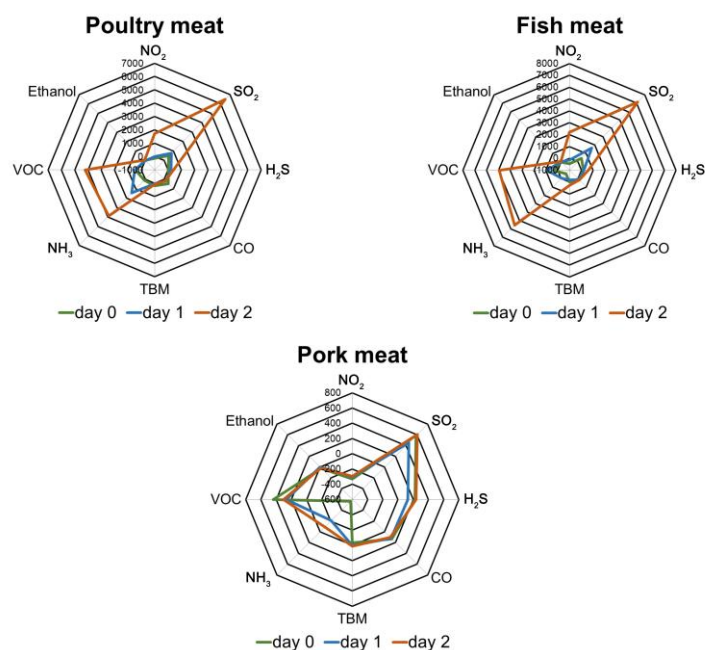 Poultry meat
NO₂
7000
6000
5000
4000
3000
2000
1000
0
-1000
Ethanol
SO₂
VOC
H₂S
NH₃
CO
TBM
day 0 day 1 day 2
Fish meat
NO₂
8000
7000
6000
5000
4000
3000
2000
1000
0
-1000
Ethanol
SO₂
VOC
H₂S
NH₃
CO
TBM
day 0 day 1 day 2
Pork meat
NO₂
800
600
400
200
0
-200
-400
-600
Ethanol
SO₂
VOC
H₂S
NH₃
CO
TBM
day 0 day 1 day 2